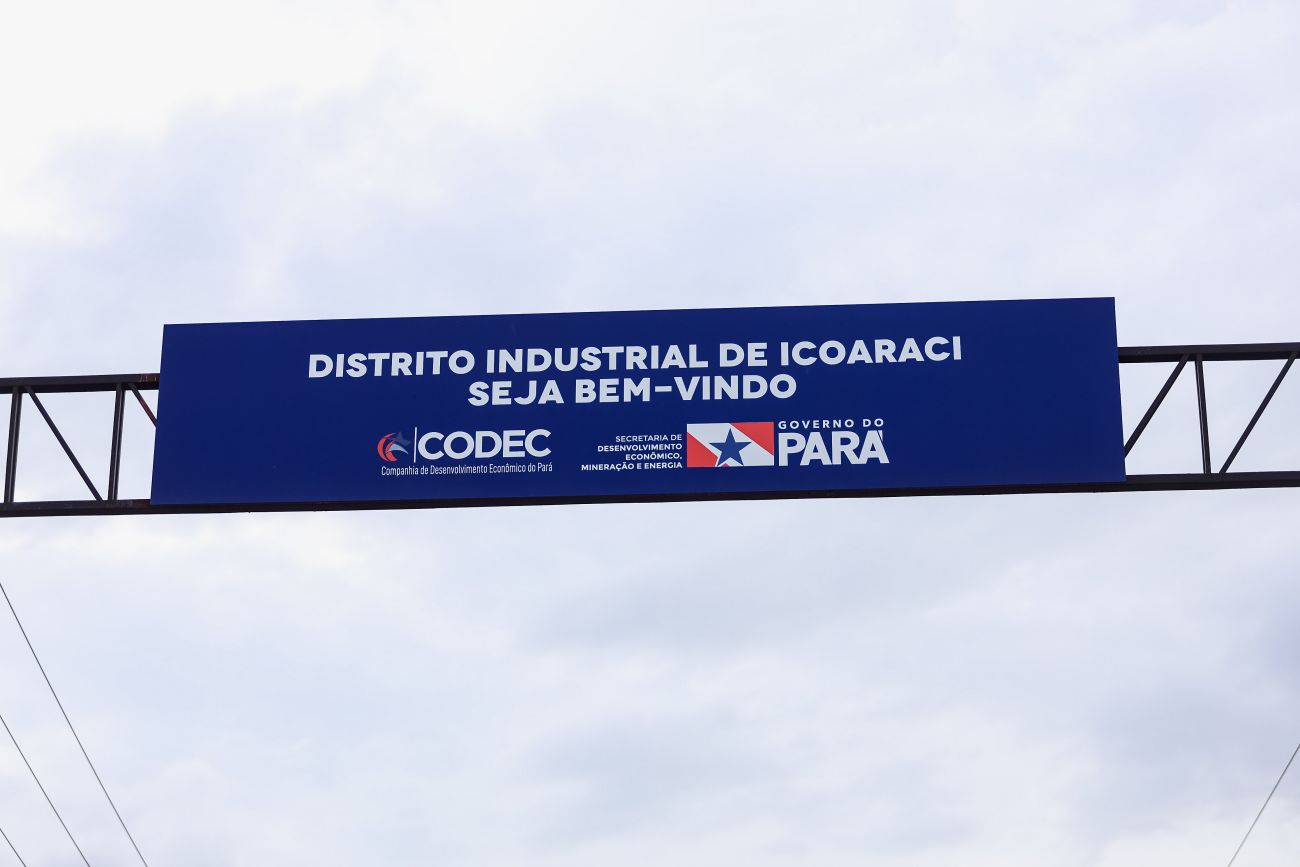 DISTRITO INDUSTRIAL DE ICOARACI
SEJA BEM-VINDO
CODEC
Companhia de Desenvolvimento Econômico do Pará
SECRETARIA DE
DESENVOLVIMENTO
ECONÔMICO,
MINERAÇÃO E ENERGIA
GOVERNO DO
PARÁ